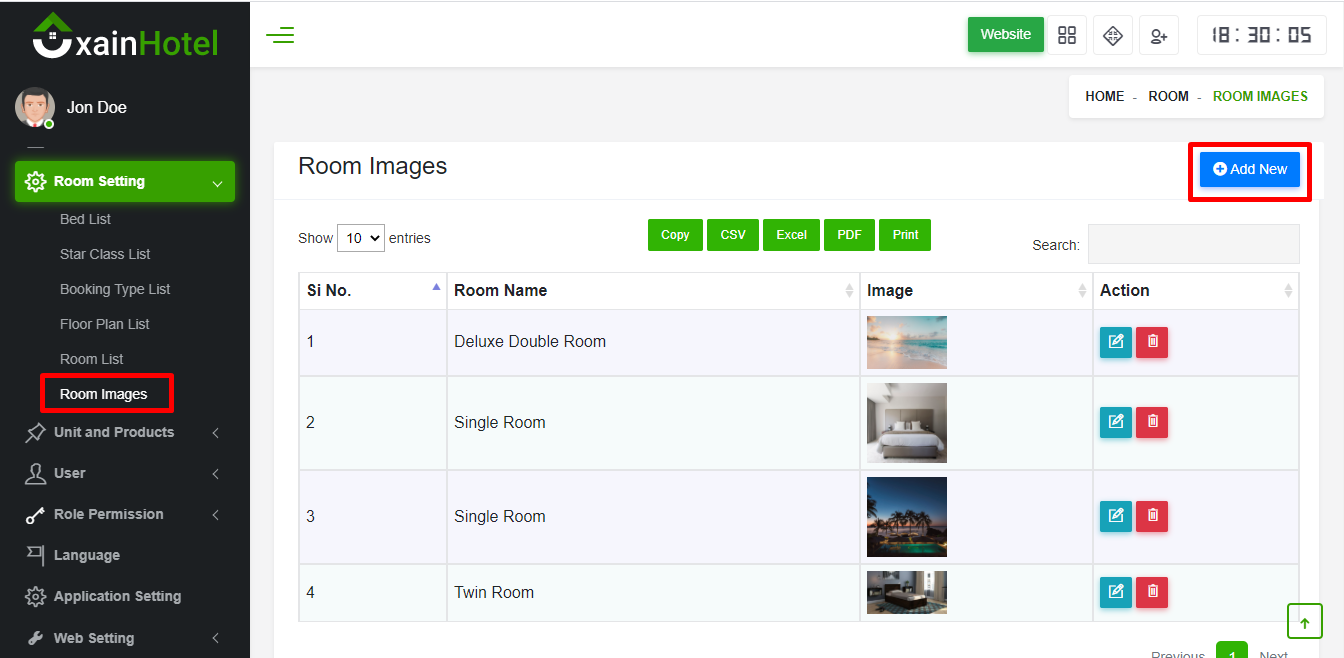 xainHotel
Website
18:30:05
Jon Doe
HOME - ROOM - ROOM IMAGES
Room Setting
Bed List
Star Class List
Booking Type List
Floor Plan List
Room List
Room Images
Unit and Products
User
Role Permission
Language
Application Setting
Web Setting
Room Images
Add New
Show 10 entries
Copy CSV Excel PDF Print
Search:
Si No. Room Name Image Action
1 Deluxe Double Room
2 Single Room
3 Single Room
4 Twin Room
Previous 1 Next